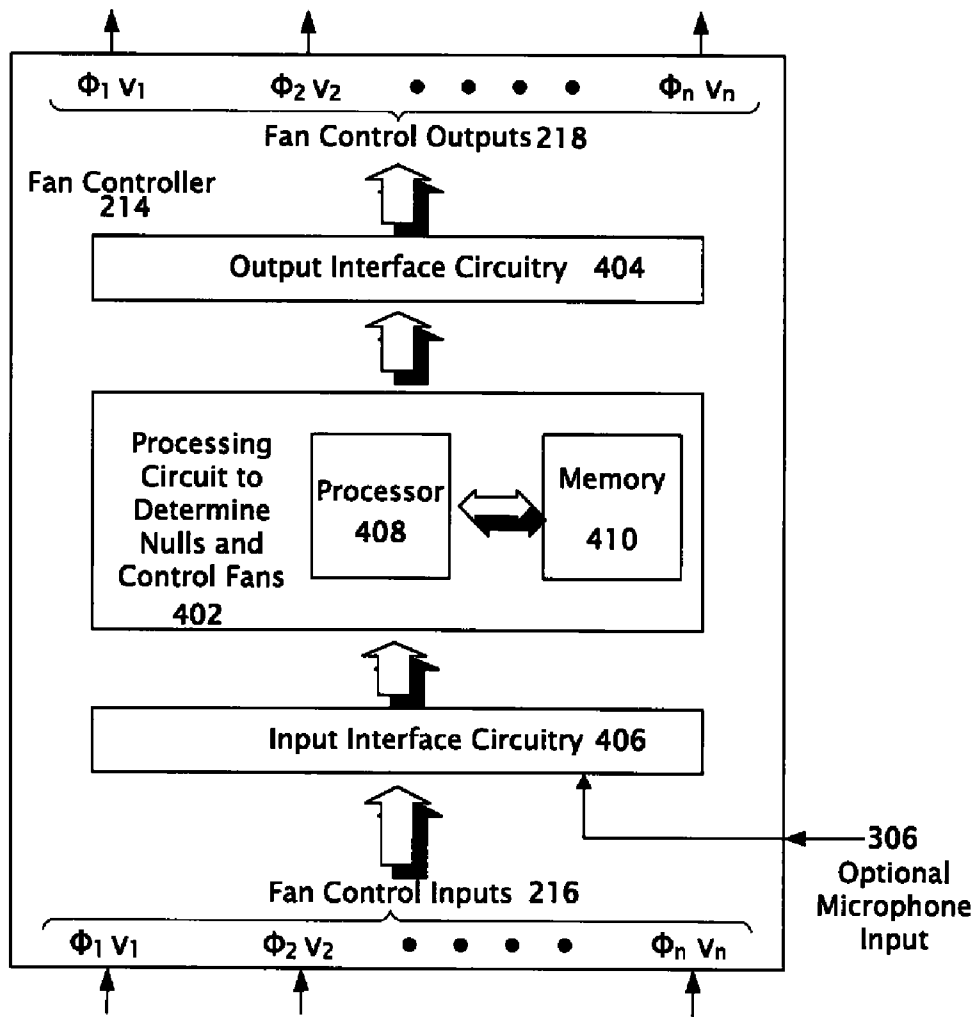 Φ1 V1 Φ2 V2 • • • • Φn Vn
Fan Control Outputs 218
Fan Controller
214
Output Interface Circuitry 404
Processing
Circuit to
Determine
Nulls and
Control Fans
402
Processor
408
Memory
410
Input Interface Circuitry 406
306
Optional
Microphone
Input
Fan Control Inputs 216
Φ1 V1 Φ2 V2 • • • • Φn Vn